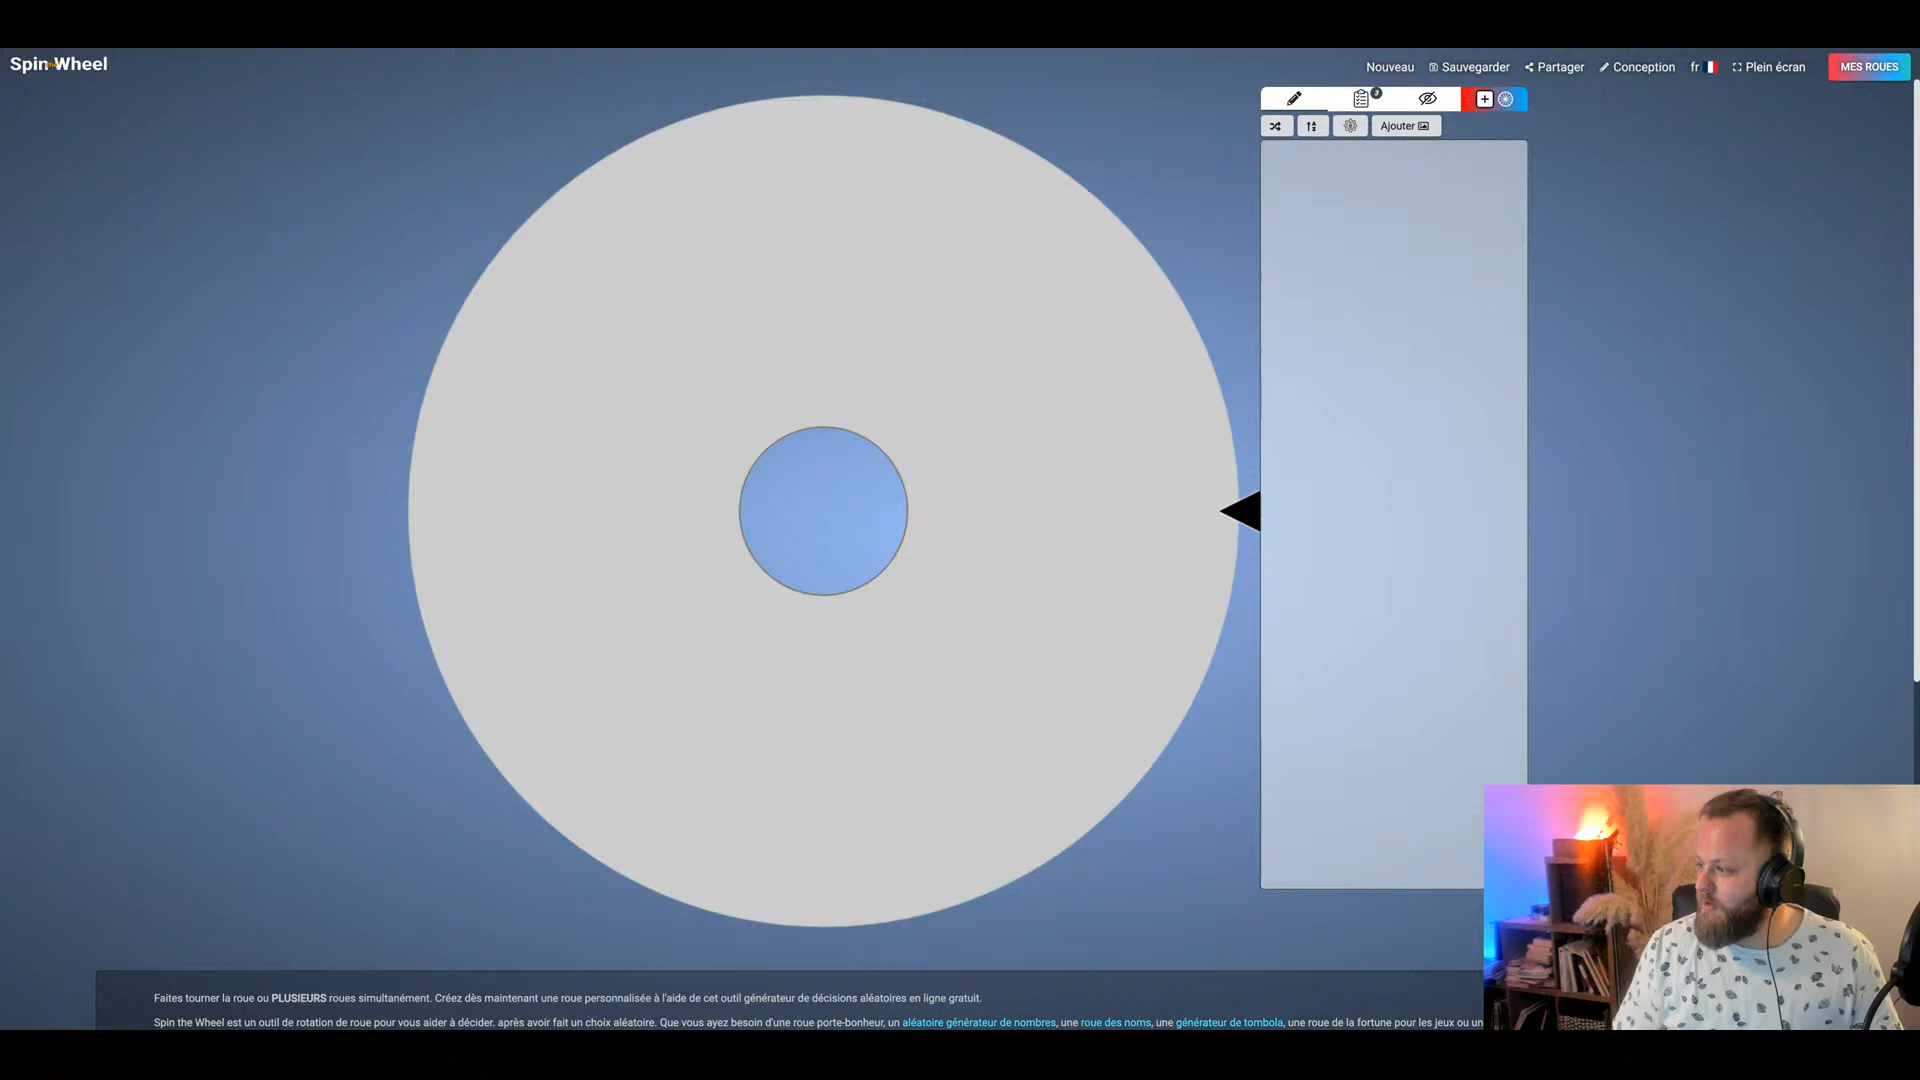 Spin the Wheel
Nouveau Sauvegarder Partager Conception fr Plein écran MES ROUES
3
Ajouter
Faites tourner la roue ou PLUSIEURS roues simultanément. Créez dès maintenant une roue personnalisée à l'aide de cet outil générateur de décisions aléatoires en ligne gratuit.
Spin the Wheel est un outil de rotation de roue pour vous aider à décider. après avoir fait un choix aléatoire. Que vous ayez besoin d'une roue porte-bonheur, un aléatoire générateur de nombres, une roue des noms, une générateur de tombola, une roue de la fortune pour les jeux ou un